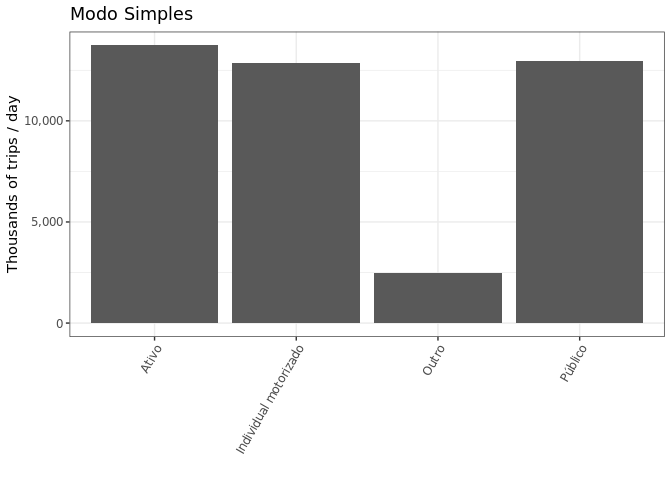 Modo Simples
Thousands of trips / day
10,000
5,000
0
Ativo
Individual motorizado
Outro
Público